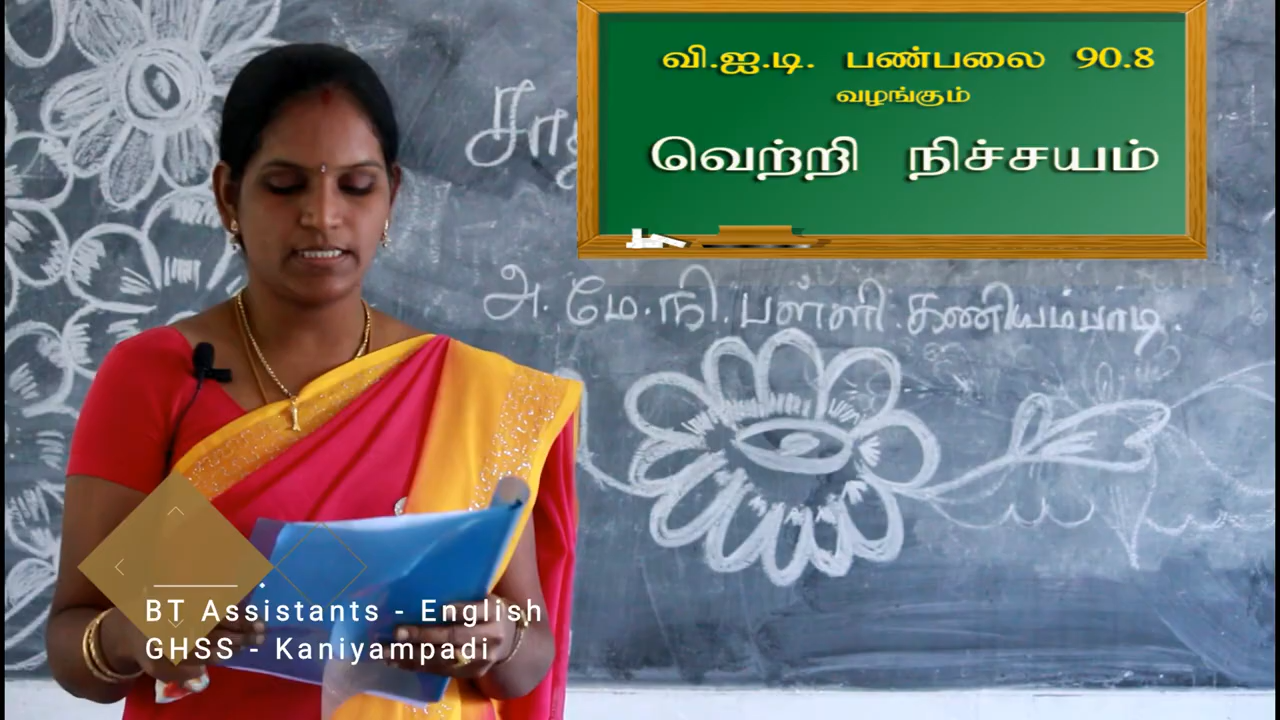 வி.ஐ.டி. பண்பலை 90.8
வழங்கும்
வெற்றி நிச்சயம்
அ.மே.நி.பள்ளி.கணியம்பாடி.
BT Assistants - English
GHSS - Kaniyampadi